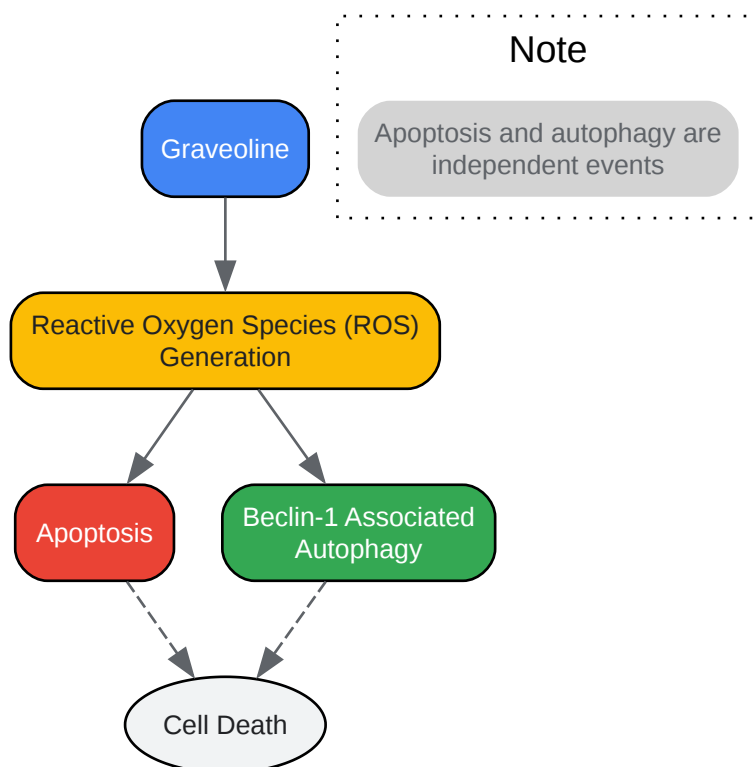 Note
Graveoline
Apoptosis and autophagy are
independent events
Reactive Oxygen Species (ROS)
Generation
Apoptosis
Beclin-1 Associated
Autophagy
Cell Death